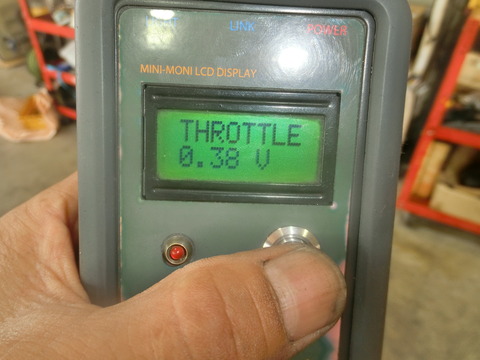 LINK POWER
MINI-MONI LCD DISPLAY
THROTTLE
0.38 V